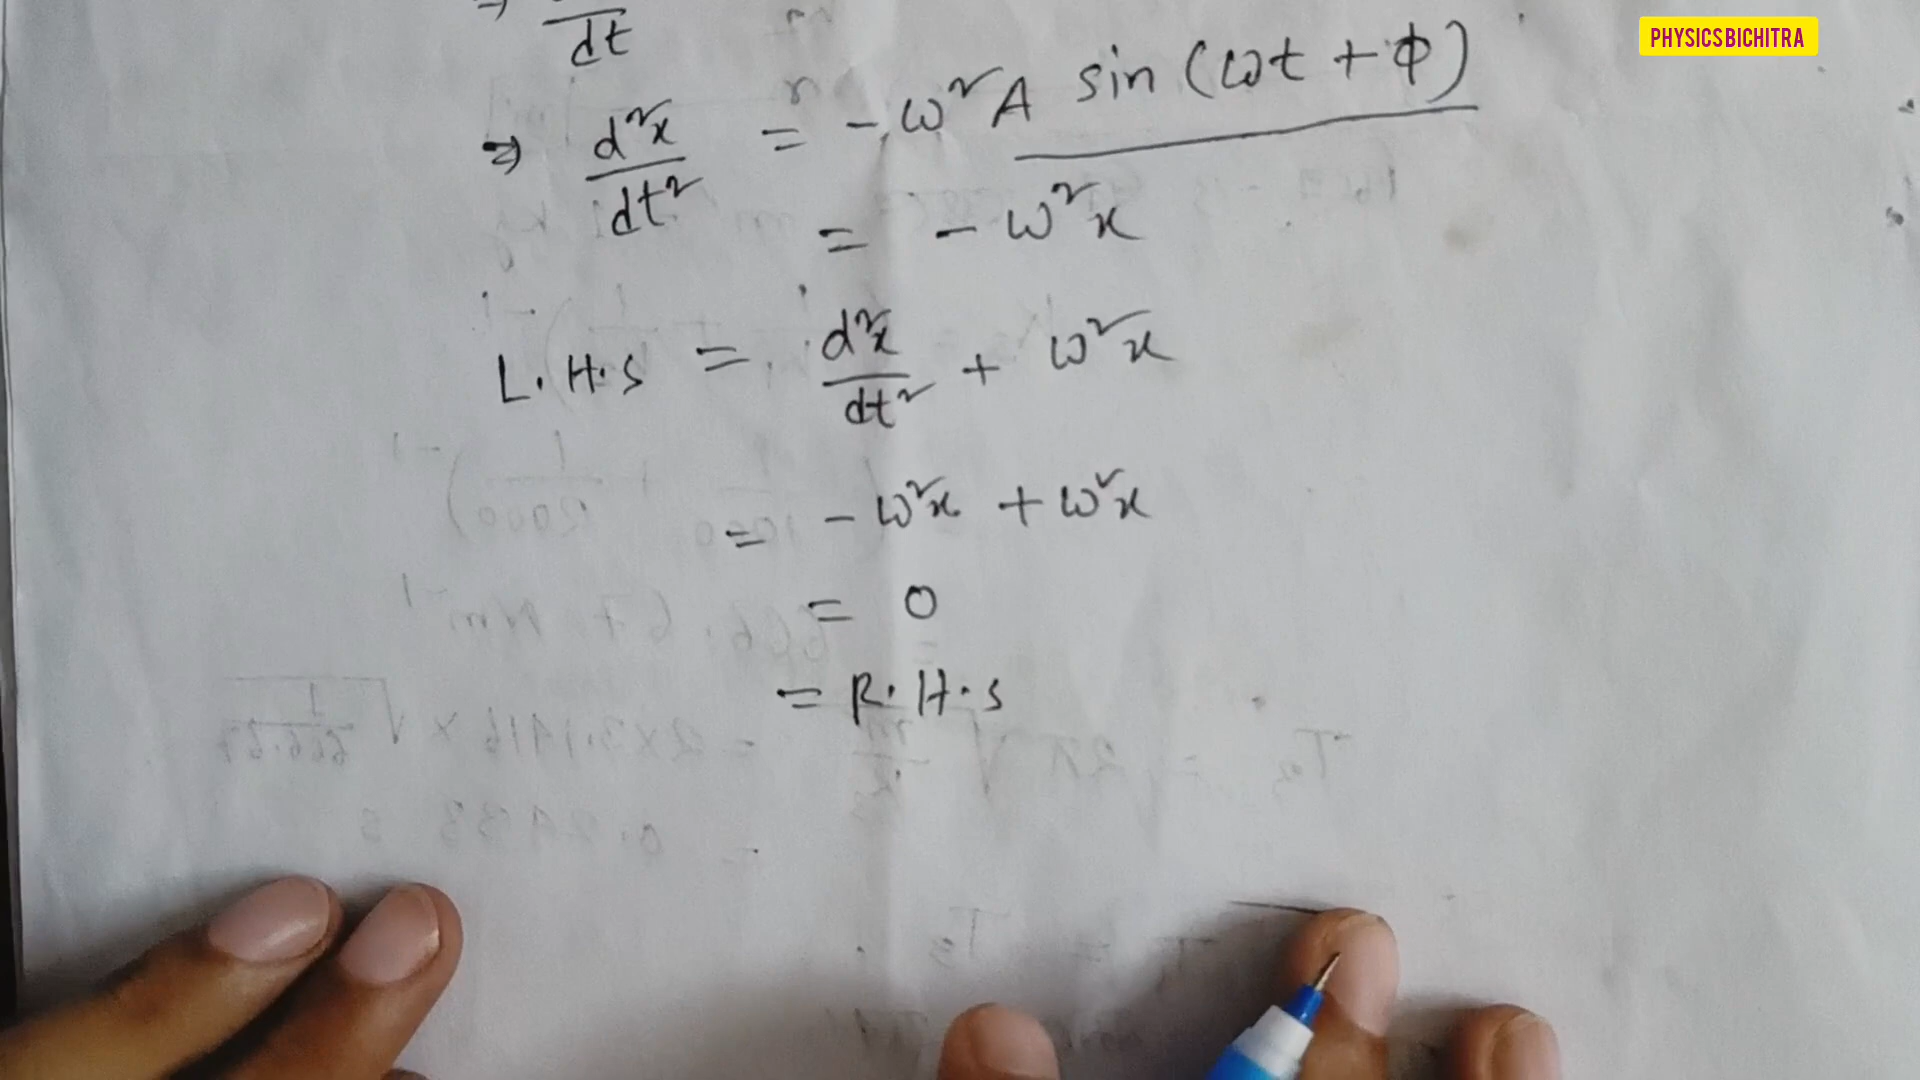 PHYSICSBICHITRA
dt
⇒ d²x/dt² = -ω²A sin(ωt + φ)
= -ω²x
L.H.S = d²x/dt² + ω²x
= -ω²x + ω²x
= 0
= R.H.S